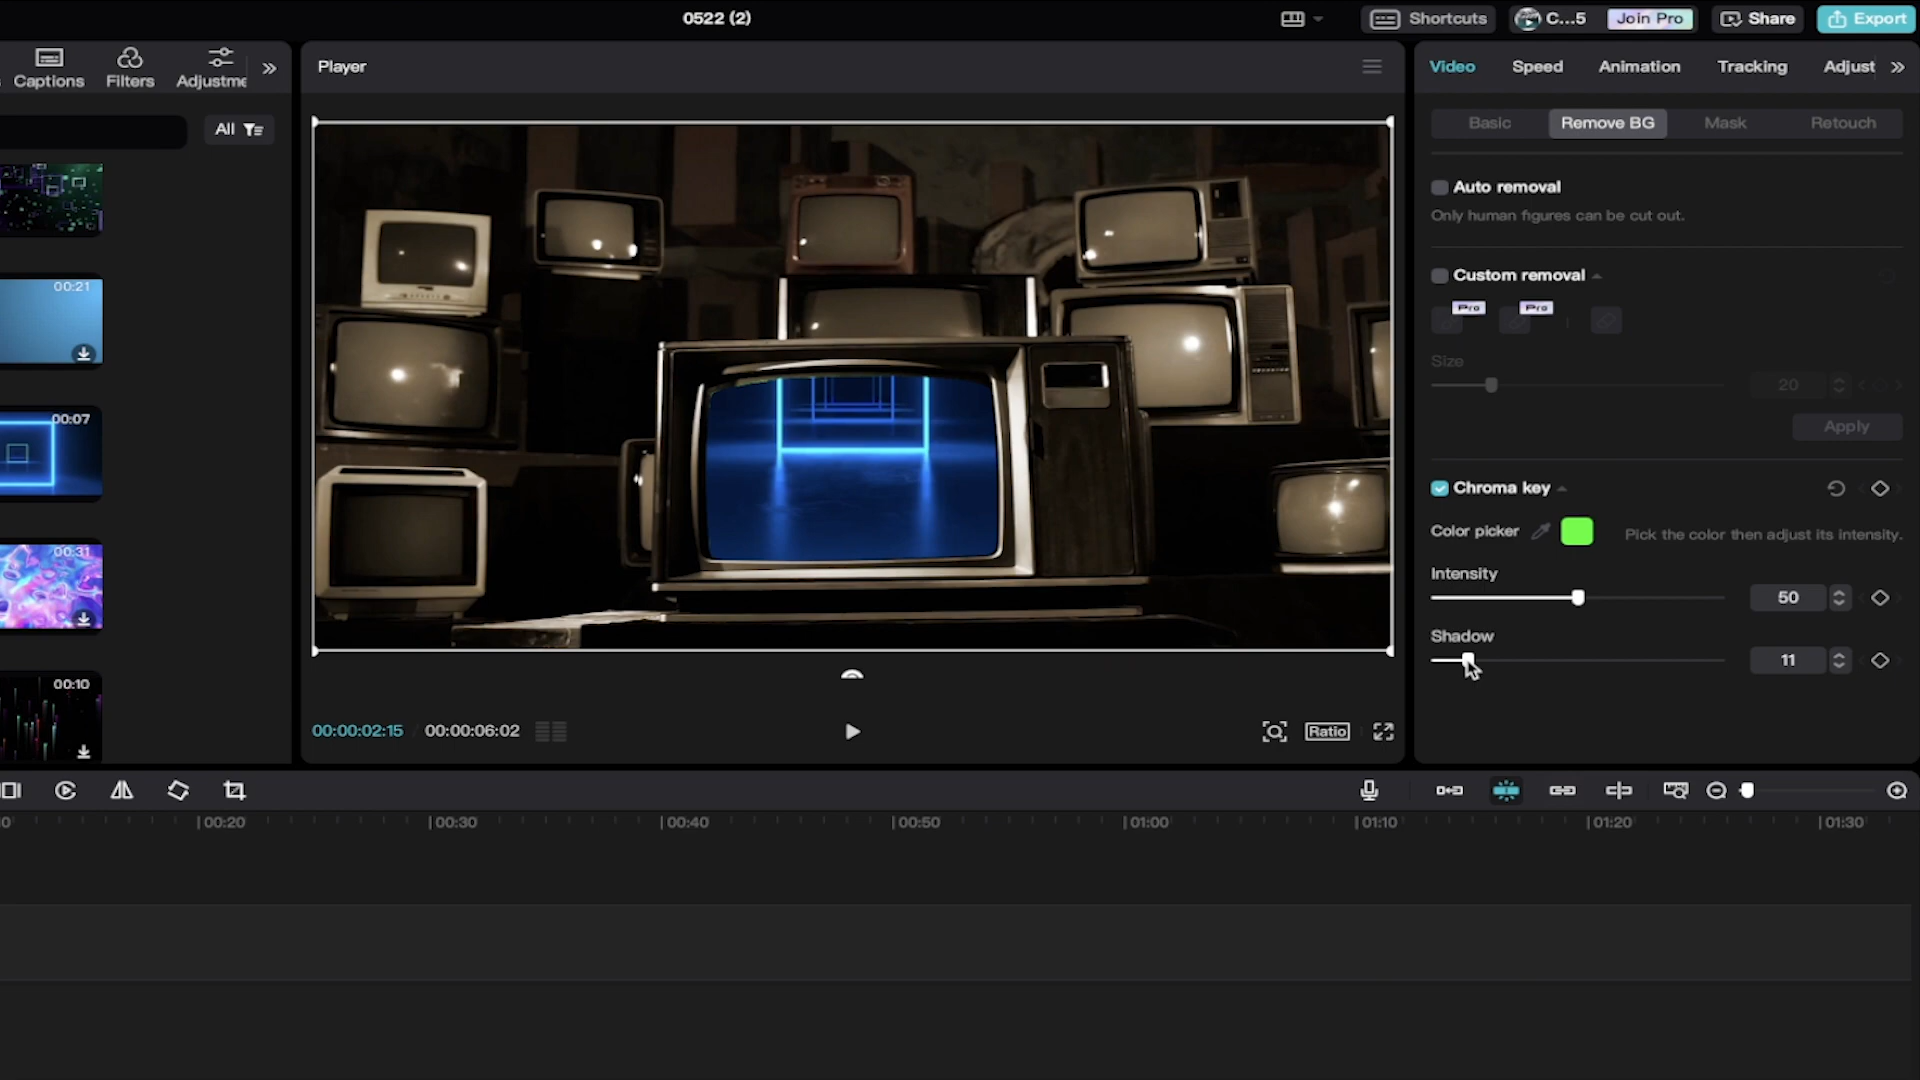 0522 (2)
Shortcuts
C...5
Join Pro
Share
Export
Captions
Filters
Adjustme
Player
Video
Speed
Animation
Tracking
Adjust
All
Basic
Remove BG
Mask
Retouch
Auto removal
Only human figures can be cut out.
Custom removal
Pro
Pro
Size
20
Apply
Chroma key
Color picker
Pick the color then adjust its intensity.
Intensity
50
Shadow
11
00:21
00:07
00:31
00:10
00:00:02:15
00:00:06:02
Ratio
00:20
00:30
00:40
00:50
01:00
01:10
01:20
01:30